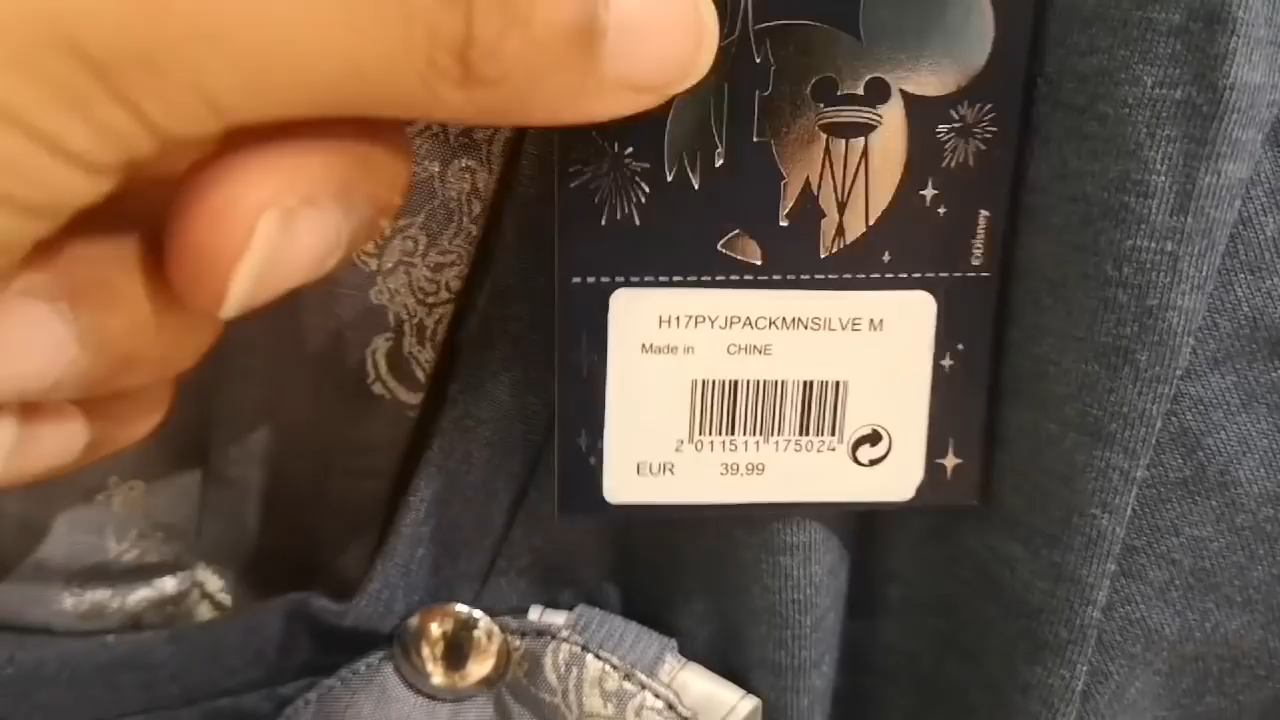 ©Disney
H17PYJPACKMNSILVE M
Made in CHINE
2 011511 175024
EUR 39,99